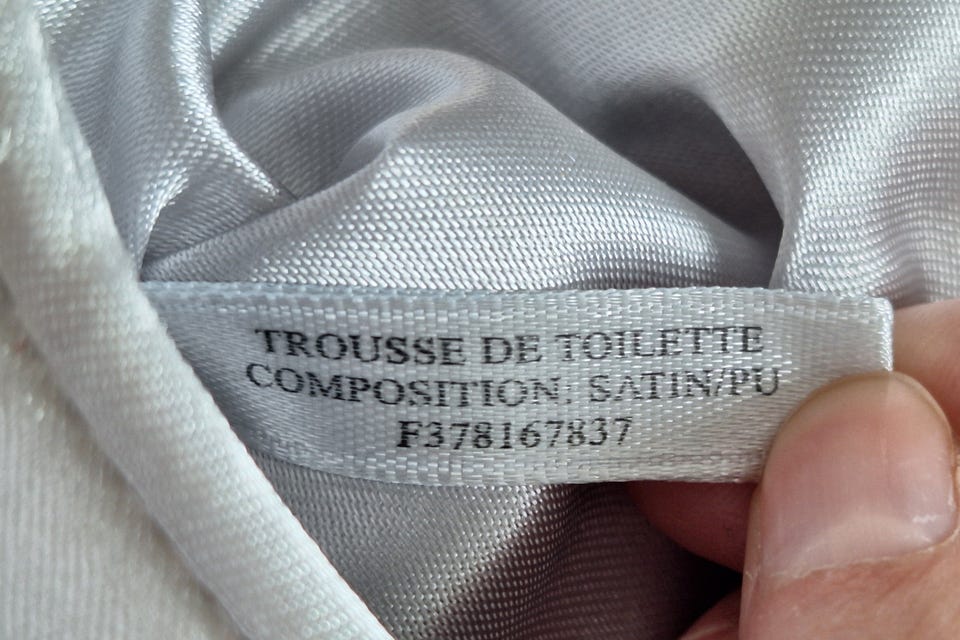 TROUSSE DE TOILETTE
COMPOSITION: SATIN/PU
F378167837